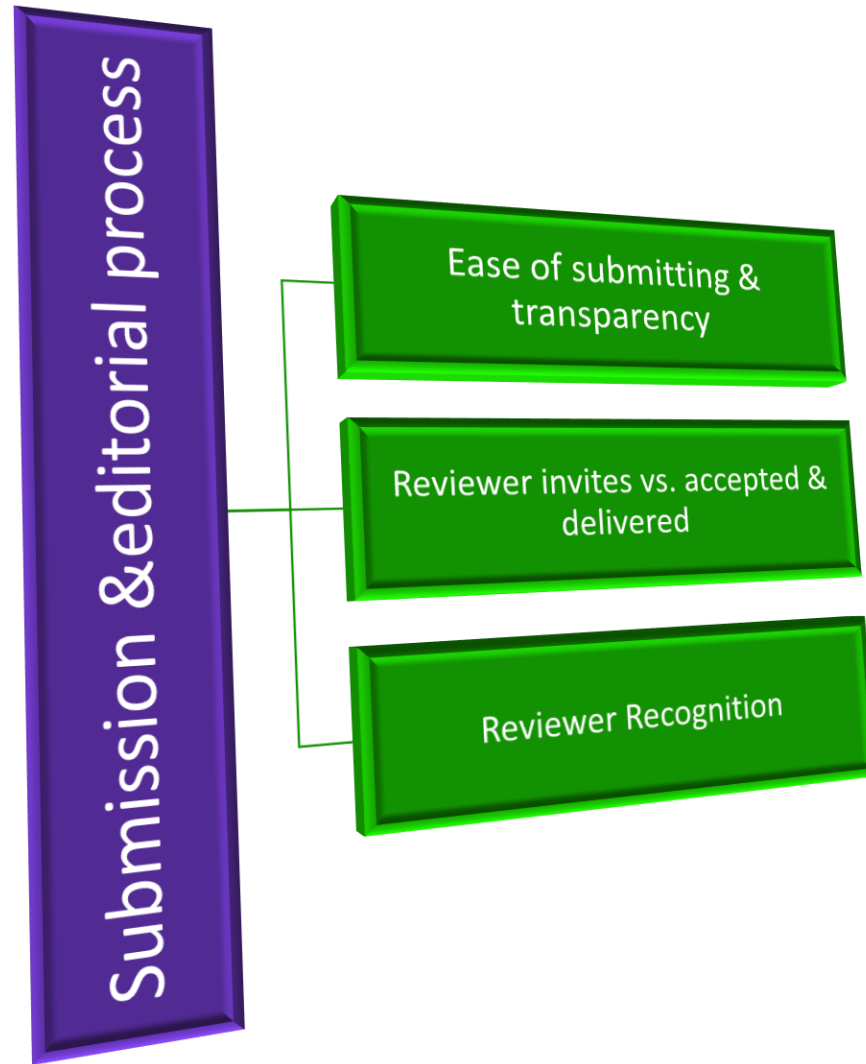 Submission &editorial process
Ease of submitting &
transparency
Reviewer invites vs. accepted &
delivered
Reviewer Recognition